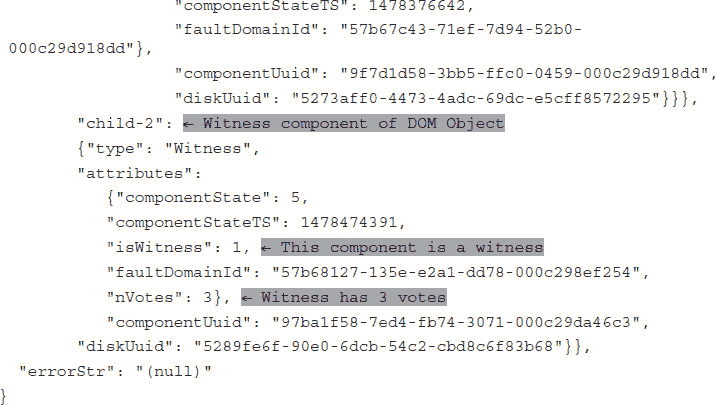 "componentStateTS": 1478376642,
"faultDomainId": "57b67c43-71ef-7d94-52b0-
000c29d918dd"},
"componentUuid": "9f7d1d58-3bb5-ffc0-0459-000c29d918dd",
"diskUuid": "5273aff0-4473-4adc-69dc-e5cff8572295"}}},
"child-2": ← Witness component of DOM Object
{"type": "Witness",
"attributes":
{"componentState": 5,
"componentStateTS": 1478474391,
"isWitness": 1, ← This component is a witness
"faultDomainId": "57b68127-135e-e2a1-dd78-000c298ef254",
"nVotes": 3}, ← Witness has 3 votes
"componentUuid": "97ba1f58-7ed4-fb74-3071-000c29da46c3",
"diskUuid": "5289fe6f-90e0-6dcb-54c2-cbd8c6f83b68"}},
"errorStr": "(null)"
}